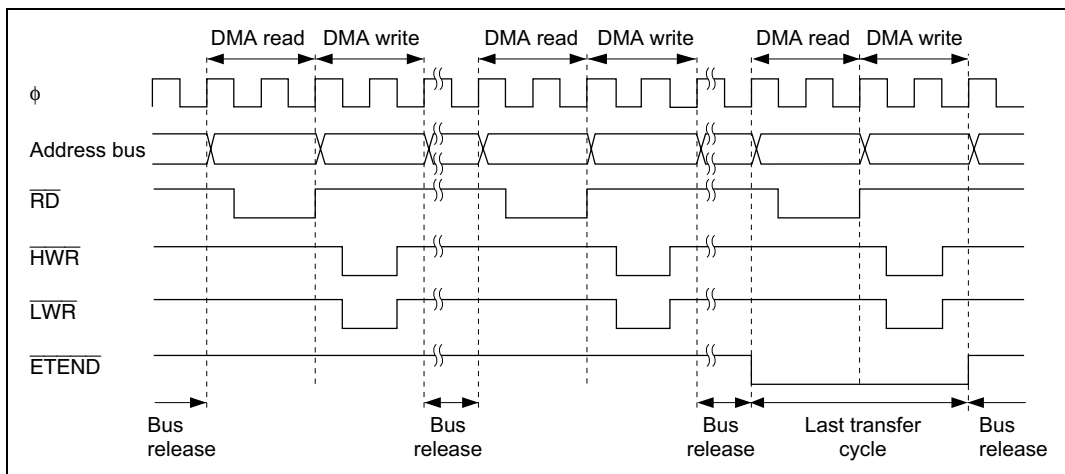 DMA read DMA write DMA read DMA write DMA read DMA write
ϕ
Address bus
RD
HWR
LWR
ETEND
Bus release
Bus release
Bus release
Last transfer cycle
Bus release